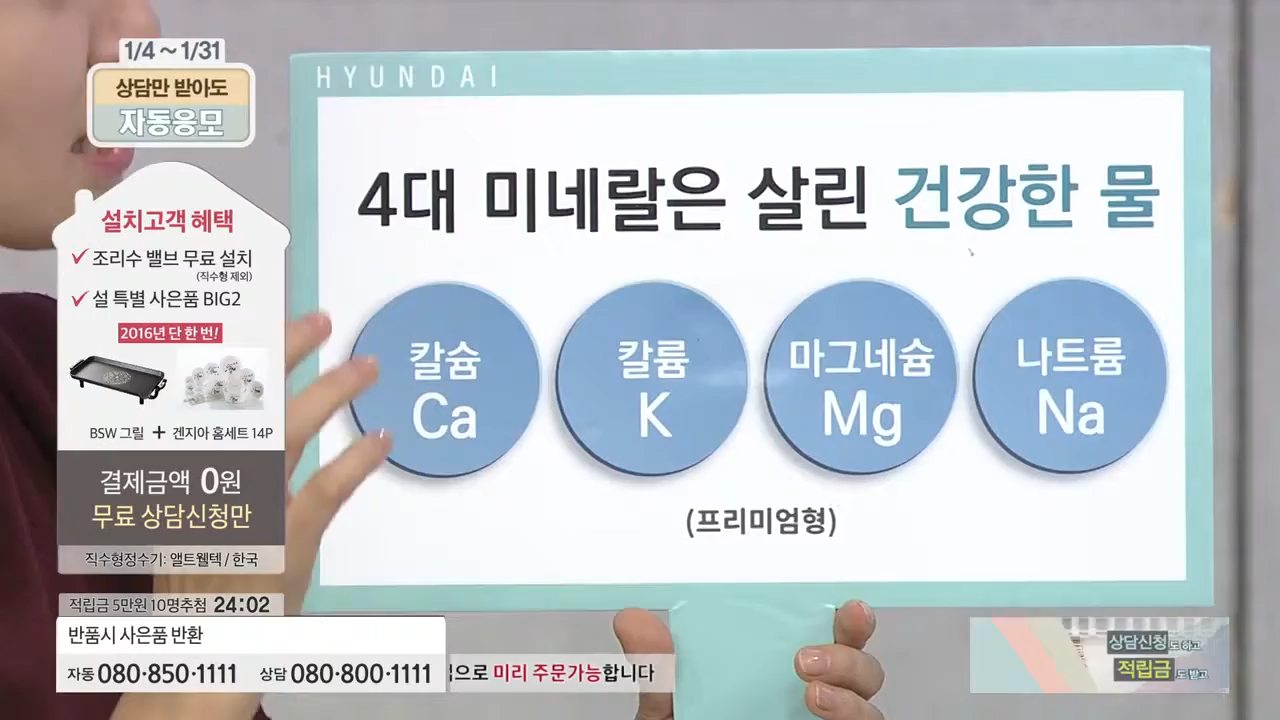 1/4 ~ 1/31
상담만 받아도
자동응모
설치고객 혜택
조리수 밸브 무료 설치
(직수형 제외)
설 특별 사은품 BIG2
2016년 단 한 번!
BSW 그릴 + 겐지아 홈세트 14P
결제금액 0원
무료 상담신청만
직수형정수기: 앨트웰텍 / 한국
적립금 5만원 10명추첨 24:02
반품시 사은품 반환
자동 080·850·1111 상담 080·800·1111
으로 미리 주문가능합니다
HYUNDAI
4대 미네랄은 살린 건강한 물
칼슘
Ca
칼륨
K
마그네슘
Mg
나트륨
Na
(프리미엄형)
상담신청도 하고
적립금도 받고